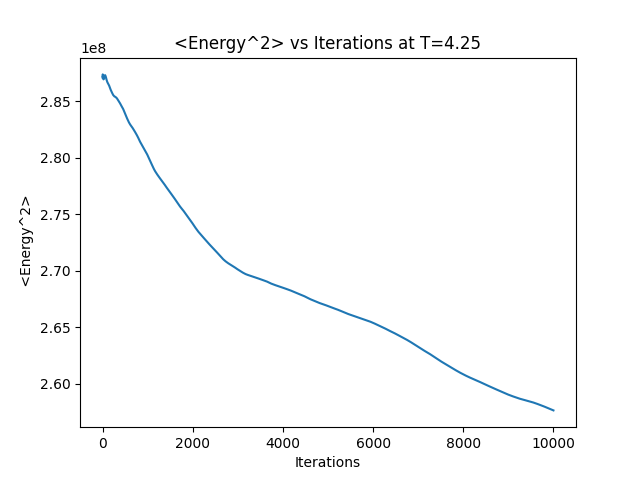 <Energy^2> vs Iterations at T=4.25
1e8
2.85
2.80
2.75
2.70
2.65
2.60
<Energy^2>
0 2000 4000 6000 8000 10000
Iterations